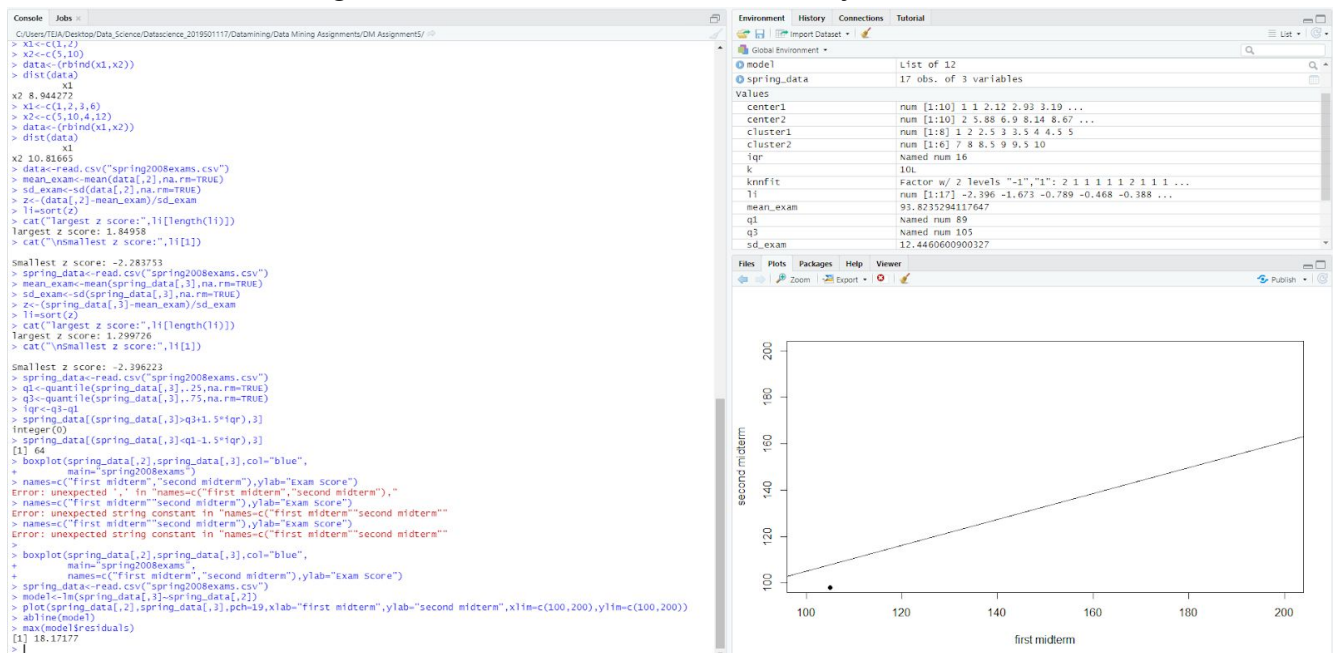 Console Jobs
C:/Users/TEJA/Desktop/Data_Science/Datascience_2019501117/Datamining/Data Mining Assignments/DM Assignment5/
> x1<-c(1,2)
> x2<-c(5,10)
> data<-(rbind(x1,x2))
> dist(data)
x1
x2 8.944272
> x1<-c(1,2,3,6)
> x2<-c(5,10,4,12)
> data<-(rbind(x1,x2))
> dist(data)
x1
x2 10.81665
> data<-read.csv("spring2008exams.csv")
> mean_exam<-mean(data[,2],na.rm=TRUE)
> sd_exam<-sd(data[,2],na.rm=TRUE)
> z<-(data[,2]-mean_exam)/sd_exam
> li=sort(z)
> cat("largest z score:",li[length(li)])
largest z score: 1.84958
> cat("\nSmallest z score:",li[1])
Smallest z score: -2.283753
> spring_data<-read.csv("spring2008exams.csv")
> mean_exam<-mean(spring_data[,3],na.rm=TRUE)
> sd_exam<-sd(spring_data[,3],na.rm=TRUE)
> z<-(spring_data[,3]-mean_exam)/sd_exam
> li=sort(z)
> cat("largest z score:",li[length(li)])
largest z score: 1.299726
> cat("\nSmallest z score:",li[1])
Smallest z score: -2.396223
> spring_data<-read.csv("spring2008exams.csv")
> q1<-quantile(spring_data[,3],.25,na.rm=TRUE)
> q3<-quantile(spring_data[,3],.75,na.rm=TRUE)
> iqr<-q3-q1
> spring_data[(spring_data[,3]>q3+1.5*iqr),3]
integer(0)
> spring_data[(spring_data[,3]<q1-1.5*iqr),3]
[1] 64
> boxplot(spring_data[,2],spring_data[,3],col="blue",
+ main="spring2008exams")
> names=c("first midterm","second midterm"),ylab="Exam Score")
Error: unexpected ',' in "names=c("first midterm","second midterm"),"
> names=c("first midterm""second midterm"),ylab="Exam Score")
Error: unexpected string constant in "names=c("first midterm""second midterm""
> names=c("first midterm""second midterm"),ylab="Exam Score")
Error: unexpected string constant in "names=c("first midterm""second midterm""
>
> boxplot(spring_data[,2],spring_data[,3],col="blue",
+ main="spring2008exams",
+ names=c("first midterm","second midterm"),ylab="Exam Score")
> spring_data<-read.csv("spring2008exams.csv")
> model<-lm(spring_data[,3]~spring_data[,2])
> plot(spring_data[,2],spring_data[,3],pch=19,xlab="first midterm",ylab="second midterm",xlim=c(100,200),ylim=c(100,200))
> abline(model)
> max(model$residuals)
[1] 18.17177
>
Environment History Connections Tutorial
Import Dataset List
Global Environment
model List of 12
spring_data 17 obs. of 3 variables
Values
center1 num [1:10] 1 1 2.12 2.93 3.19 ...
center2 num [1:10] 2 5.88 6.9 8.14 8.67 ...
cluster1 num [1:8] 1 2 2.5 3 3.5 4 4.5 5
cluster2 num [1:6] 7 8 8.5 9 9.5 10
iqr Named num 16
k 10L
knnfit Factor w/ 2 levels "-1","1": 2 1 1 1 1 1 2 1 1 1 ...
li num [1:17] -2.396 -1.673 -0.789 -0.468 -0.388 ...
mean_exam 93.8235294117647
q1 Named num 89
q3 Named num 105
sd_exam 12.4460600900327
Files Plots Packages Help Viewer
Zoom Export Publish
200
180
160
140
120
100
second midterm
100 120 140 160 180 200
first midterm